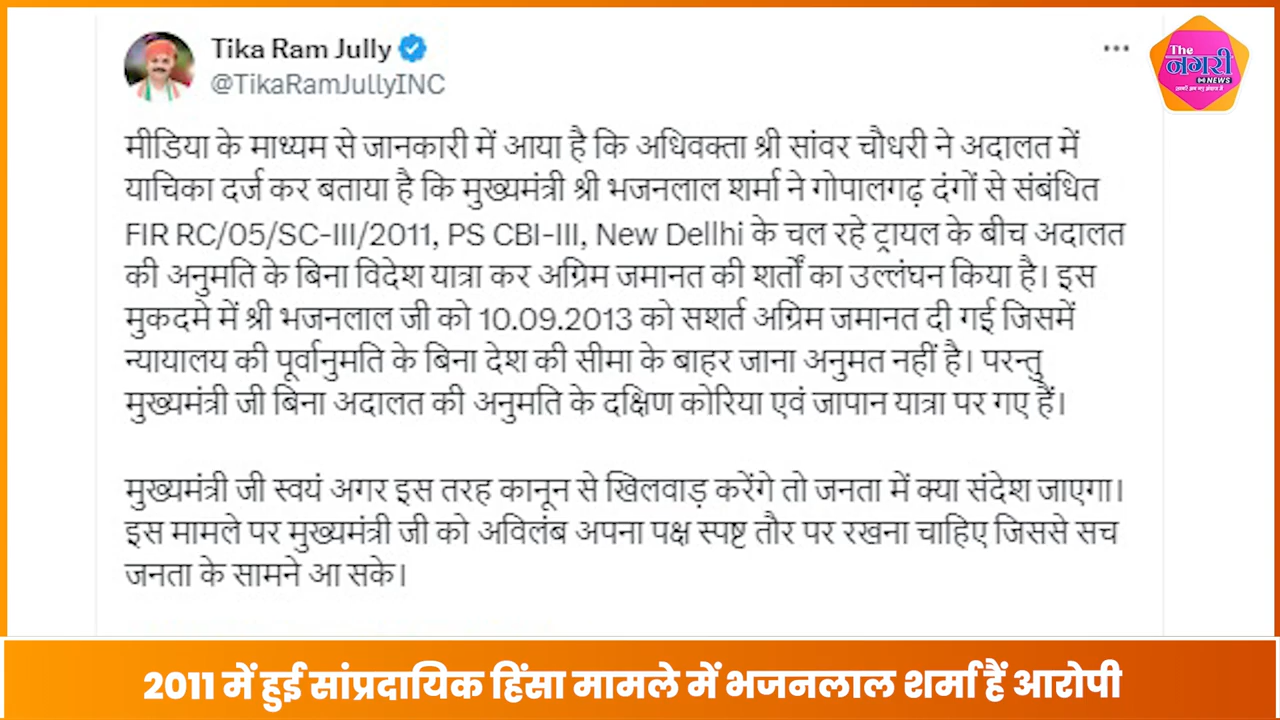 Tika Ram Jully
@TikaRamJullyINC
The
नगरी
NEWS
मीडिया के माध्यम से जानकारी में आया है कि अधिवक्ता श्री सांवर चौधरी ने अदालत में
याचिका दर्ज कर बताया है कि मुख्यमंत्री श्री भजनलाल शर्मा ने गोपालगढ़ दंगों से संबंधित
FIR RC/05/SC-III/2011, PS CBI-III, New Dellhi के चल रहे ट्रायल के बीच अदालत
की अनुमति के बिना विदेश यात्रा कर अग्रिम जमानत की शर्तों का उल्लंघन किया है। इस
मुकदमे में श्री भजनलाल जी को 10.09.2013 को सशर्त अग्रिम जमानत दी गई जिसमें
न्यायालय की पूर्वानुमति के बिना देश की सीमा के बाहर जाना अनुमत नहीं है। परन्तु
मुख्यमंत्री जी बिना अदालत की अनुमति के दक्षिण कोरिया एवं जापान यात्रा पर गए हैं।
मुख्यमंत्री जी स्वयं अगर इस तरह कानून से खिलवाड़ करेंगे तो जनता में क्या संदेश जाएगा।
इस मामले पर मुख्यमंत्री जी को अविलंब अपना पक्ष स्पष्ट तौर पर रखना चाहिए जिससे सच
जनता के सामने आ सके।
2011 में हुई सांप्रदायिक हिंसा मामले में भजनलाल शर्मा हैं आरोपी